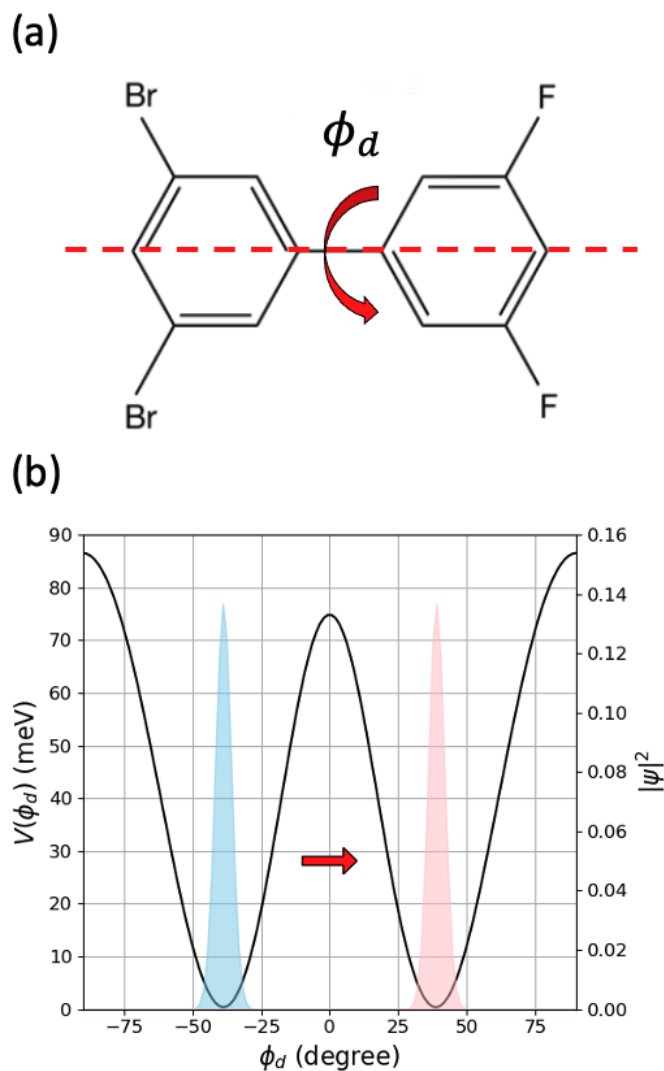 (a)
Br
F
ϕ_d
Br
F
(b)
90
80
70
60
50
40
30
20
10
0
V(ϕ_d) (meV)
0.16
0.14
0.12
0.10
0.08
0.06
0.04
0.02
0.00
|ψ|²
−75
−50
−25
0
25
50
75
ϕ_d (degree)